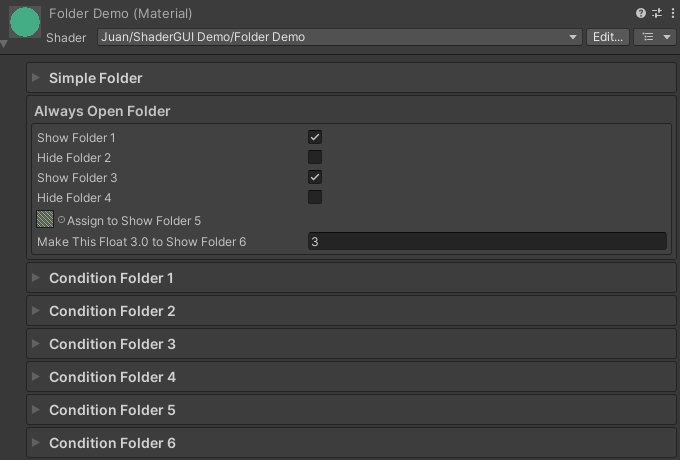 Folder Demo (Material)
Shader Juan/ShaderGUI Demo/Folder Demo Edit...
Simple Folder
Always Open Folder
Show Folder 1
Hide Folder 2
Show Folder 3
Hide Folder 4
Assign to Show Folder 5
Make This Float 3.0 to Show Folder 6 3
Condition Folder 1
Condition Folder 2
Condition Folder 3
Condition Folder 4
Condition Folder 5
Condition Folder 6